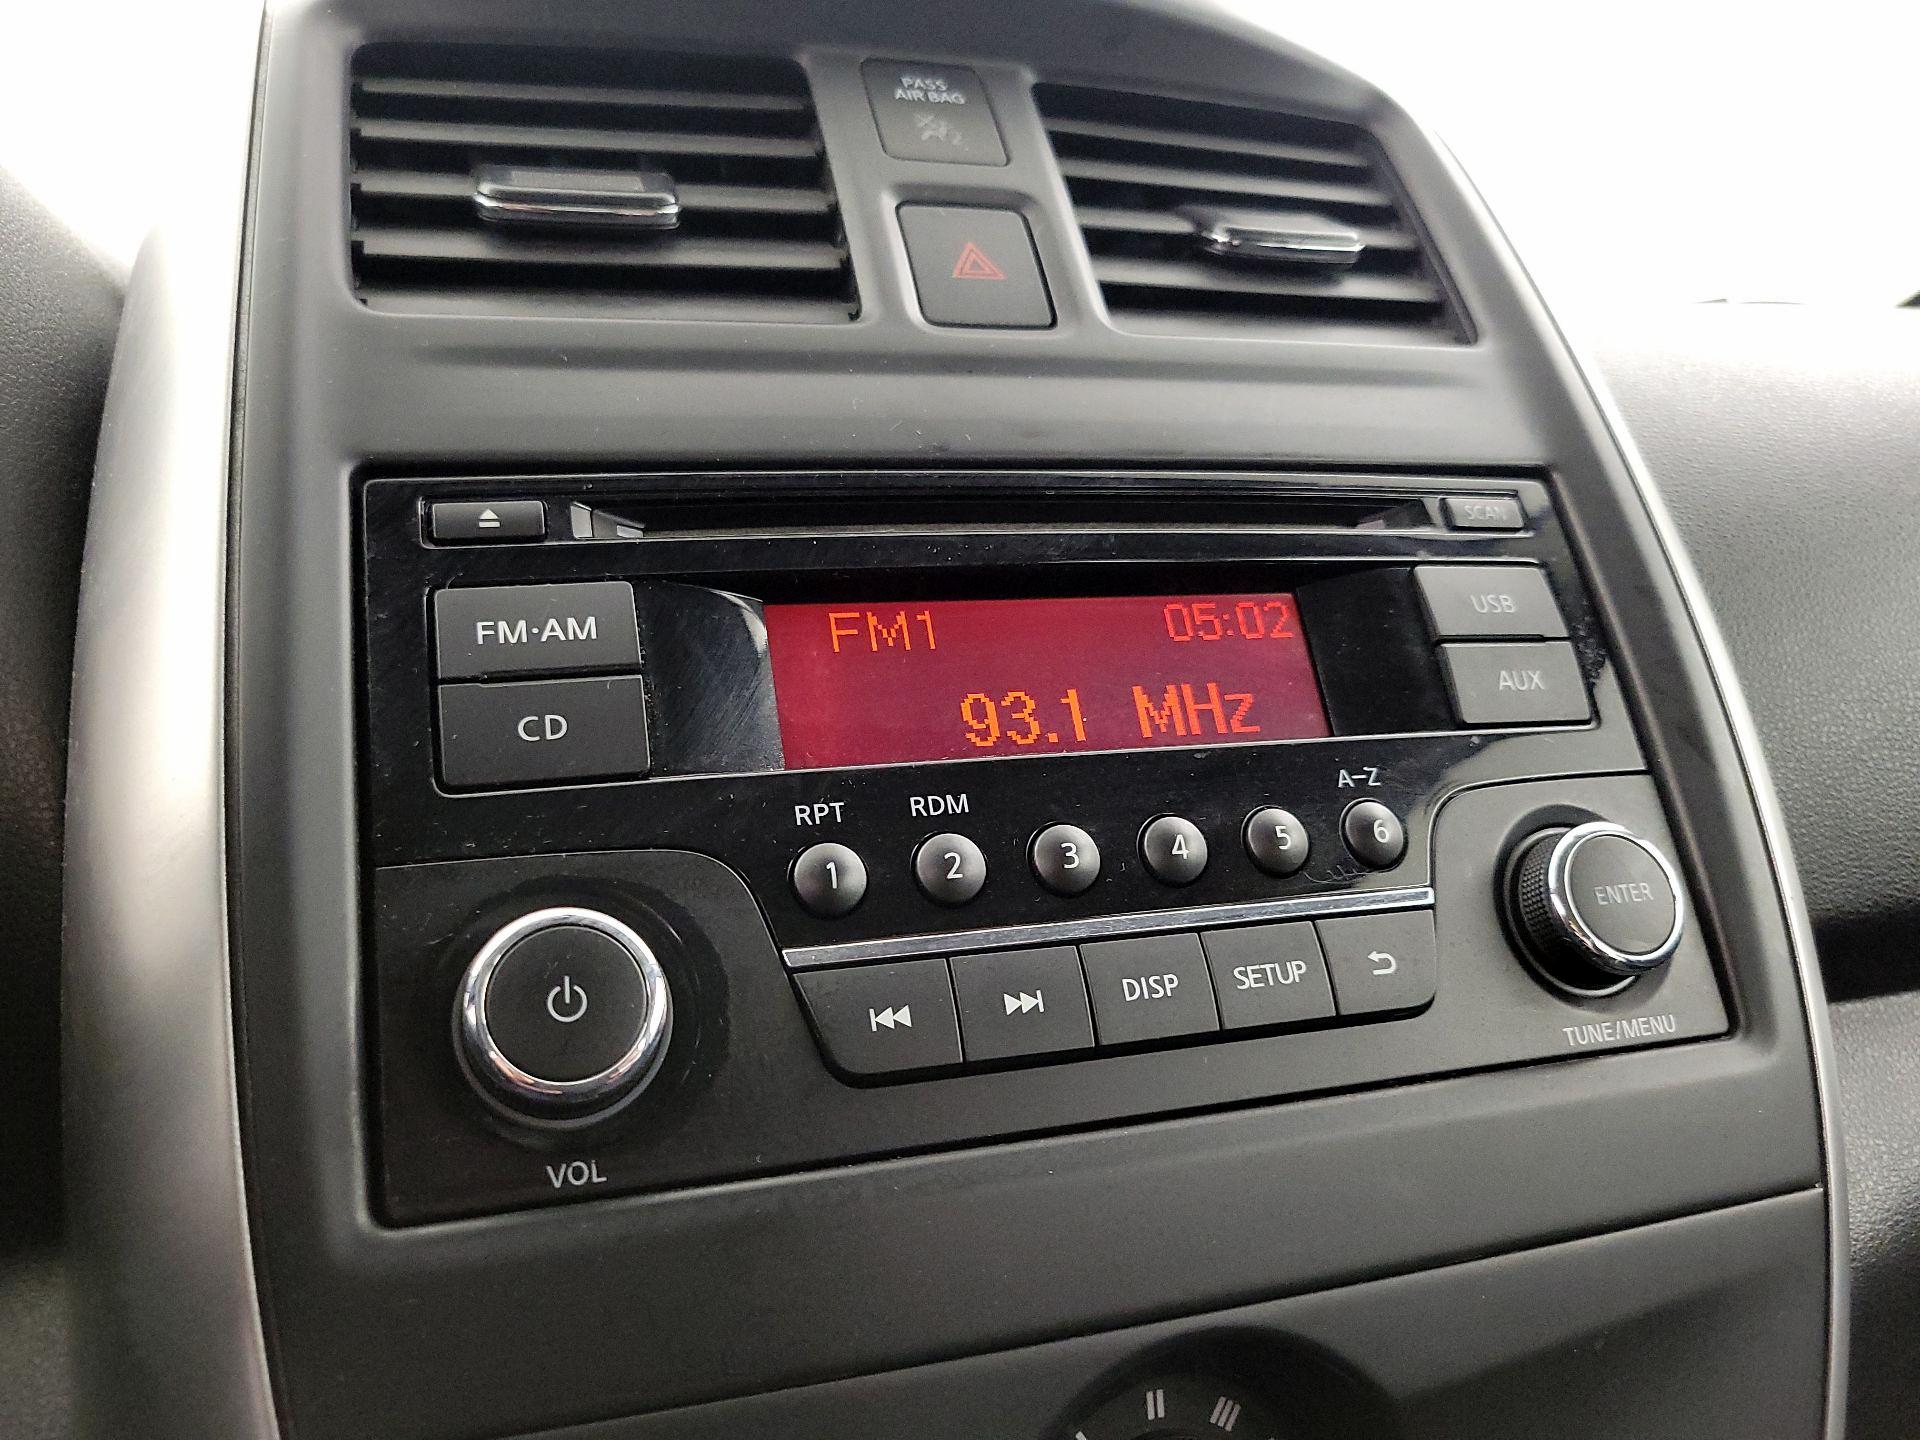 PASS
AIR BAG
SCAN
FM·AM
FM1 05:02
USB
CD
93.1 MHz
AUX
RPT RDM A-Z
1 2 3 4 5 6
ENTER
DISP SETUP
TUNE/MENU
VOL